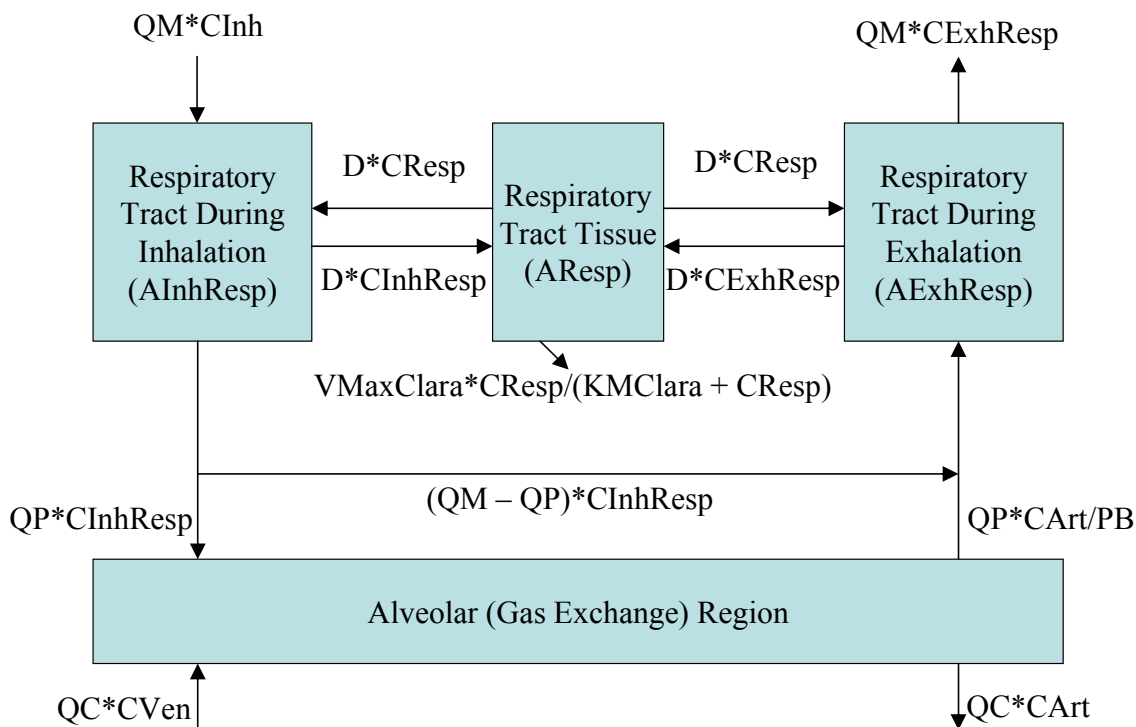 QM*CInh
QM*CExhResp
Respiratory
Tract During
Inhalation
(AInhResp)
D*CResp
D*CInhResp
Respiratory
Tract Tissue
(AResp)
D*CResp
D*CExhResp
Respiratory
Tract During
Exhalation
(AExhResp)
VMaxClara*CResp/(KMClara + CResp)
(QM – QP)*CInhResp
QP*CInhResp
QP*CArt/PB
Alveolar (Gas Exchange) Region
QC*CVen
QC*CArt